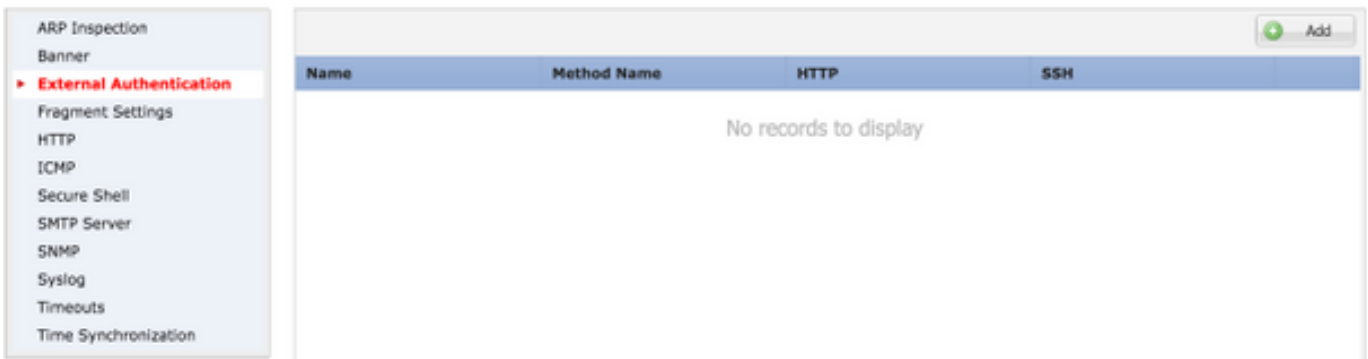 ARP Inspection
Banner
External Authentication
Fragment Settings
HTTP
ICMP
Secure Shell
SMTP Server
SNMP
Syslog
Timeouts
Time Synchronization
Add
Name Method Name HTTP SSH
No records to display